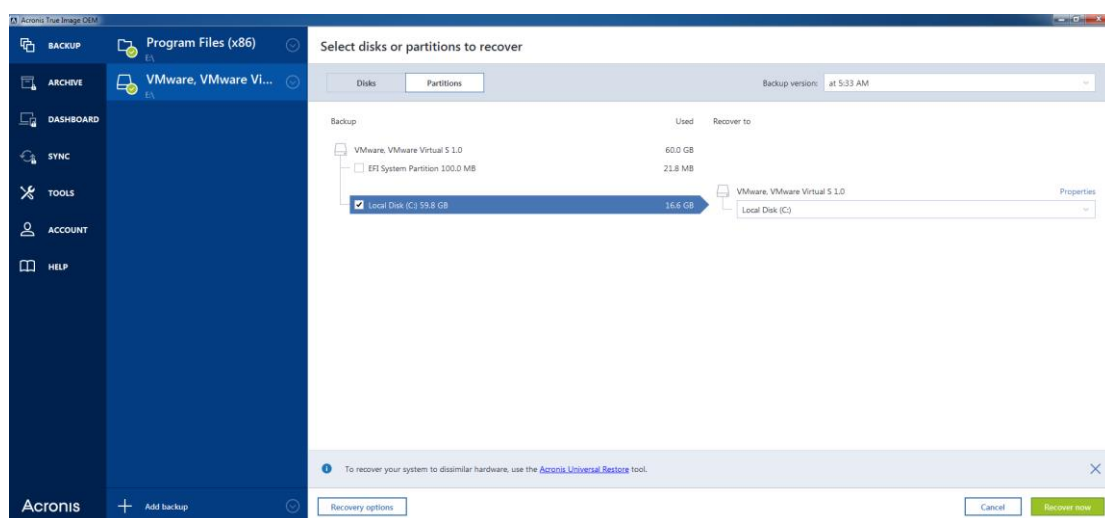 Acronis True Image OEM
BACKUP
ARCHIVE
DASHBOARD
SYNC
TOOLS
ACCOUNT
HELP
Acronis
Program Files (x86)
E:\
VMware, VMware Vi...
E:\
Add backup
Select disks or partitions to recover
Disks Partitions Backup version: at 5:33 AM
Backup Used Recover to
VMware, VMware Virtual S 1.0 60.0 GB
EFI System Partition 100.0 MB 21.8 MB
VMware, VMware Virtual S 1.0 Properties
Local Disk (C:) 59.8 GB 16.6 GB
Local Disk (C:)
To recover your system to dissimilar hardware, use the Acronis Universal Restore tool.
Recovery options Cancel Recover now